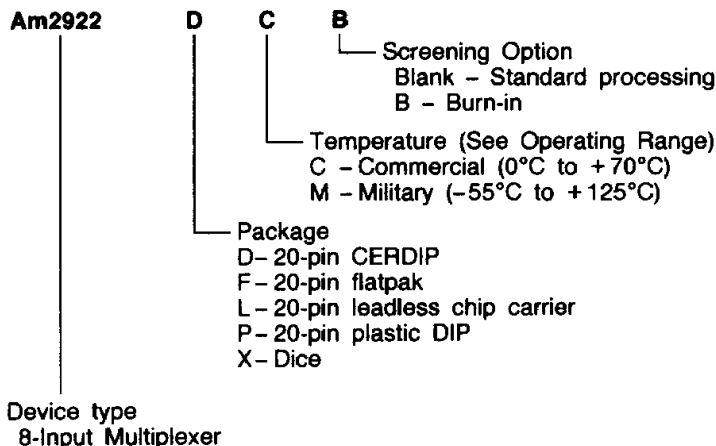 Am2922 D C B
Screening Option
Blank – Standard processing
B – Burn-in
Temperature (See Operating Range)
C – Commercial (0°C to +70°C)
M – Military (–55°C to +125°C)
Package
D– 20-pin CERDIP
F – 20-pin flatpak
L – 20-pin leadless chip carrier
P – 20-pin plastic DIP
X – Dice
Device type
8-Input Multiplexer